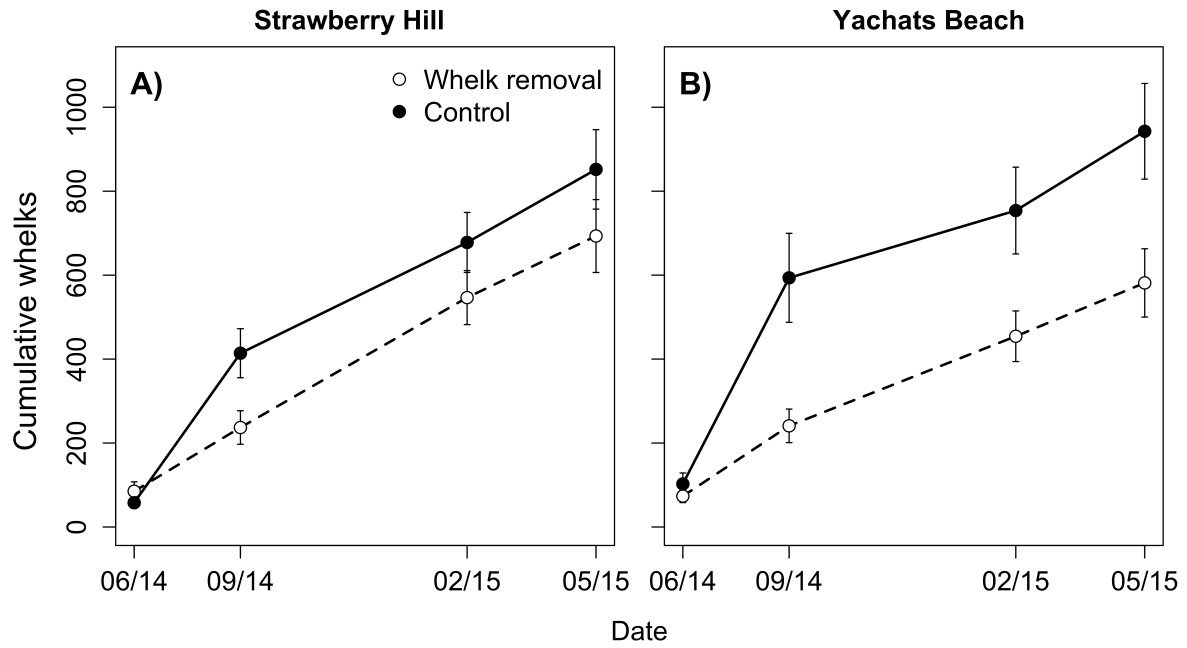 Strawberry Hill
Yachats Beach
A)
Whelk removal
Control
B)
Cumulative whelks
1000
800
600
400
200
0
06/14 09/14 02/15 05/15
06/14 09/14 02/15 05/15
Date